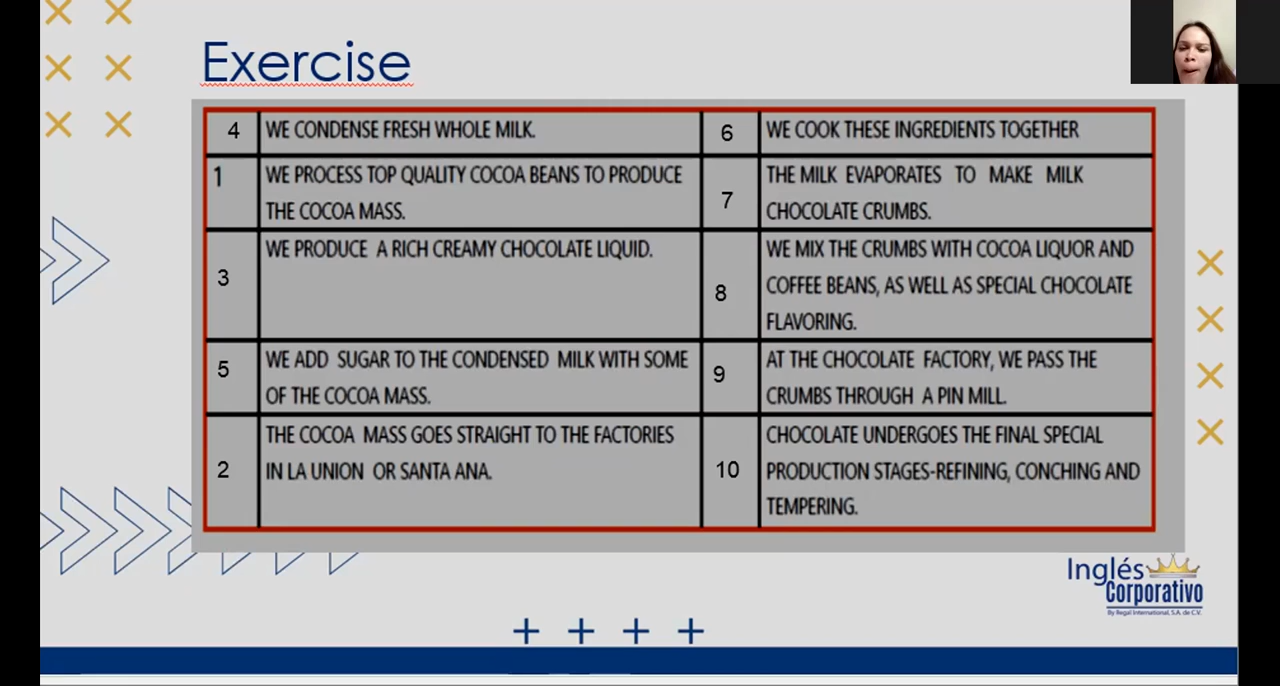 Exercise
4 WE CONDENSE FRESH WHOLE MILK.
1 WE PROCESS TOP QUALITY COCOA BEANS TO PRODUCE
THE COCOA MASS.
3 WE PRODUCE A RICH CREAMY CHOCOLATE LIQUID.
5 WE ADD SUGAR TO THE CONDENSED MILK WITH SOME
OF THE COCOA MASS.
2 THE COCOA MASS GOES STRAIGHT TO THE FACTORIES
IN LA UNION OR SANTA ANA.
6 WE COOK THESE INGREDIENTS TOGETHER
7 THE MILK EVAPORATES TO MAKE MILK
CHOCOLATE CRUMBS.
8 WE MIX THE CRUMBS WITH COCOA LIQUOR AND
COFFEE BEANS, AS WELL AS SPECIAL CHOCOLATE
FLAVORING.
9 AT THE CHOCOLATE FACTORY, WE PASS THE
CRUMBS THROUGH A PIN MILL.
10 CHOCOLATE UNDERGOES THE FINAL SPECIAL
PRODUCTION STAGES-REFINING, CONCHING AND
TEMPERING.
Inglés
Corporativo
By Regal International, S.A. de C.V.